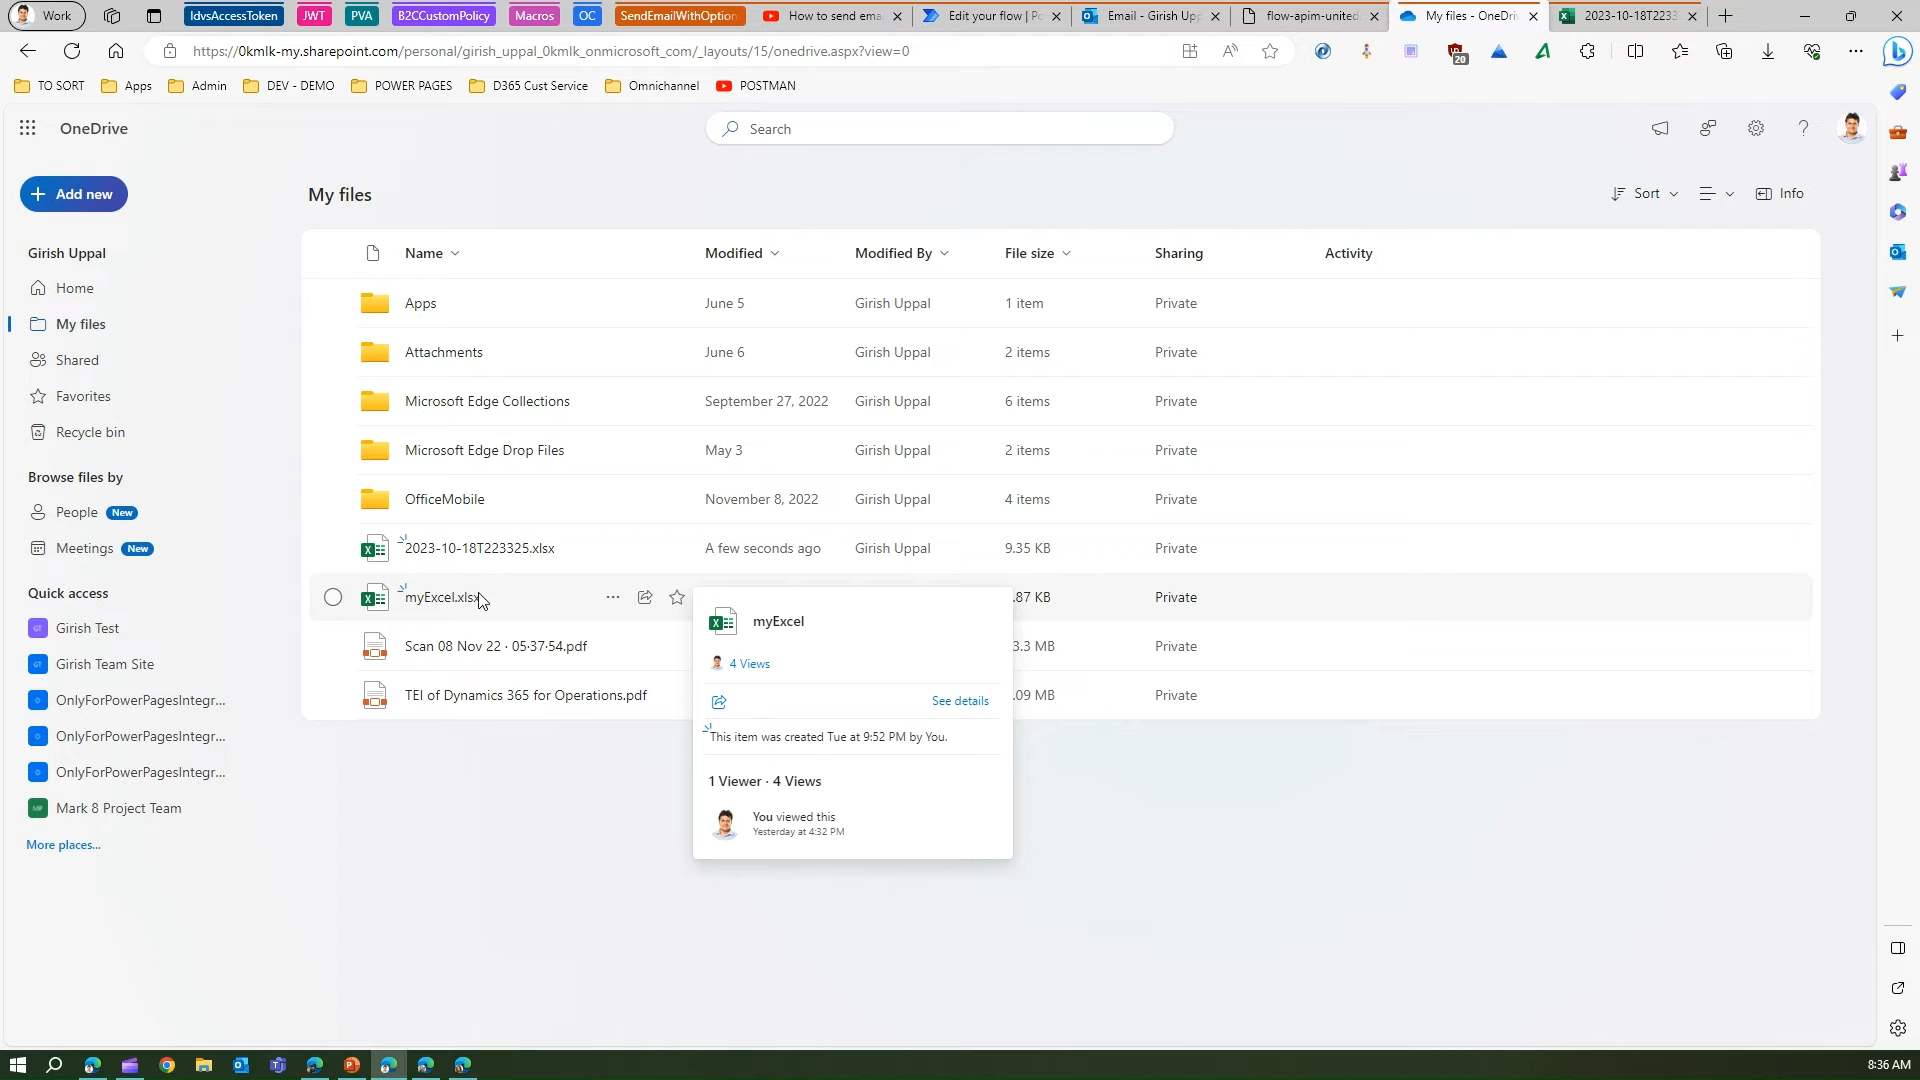 Work
IdvsAccessToken
JWT
PVA
B2CCustomPolicy
Macros
OC
SendEmailWithOption
How to send ema
Edit your flow | Po
Email - Girish Upp
flow-apim-united
My files - OneDriv
2023-10-18T2233
https://0kmlk-my.sharepoint.com/personal/girish_uppal_0kmlk_onmicrosoft_com/_layouts/15/onedrive.aspx?view=0
20
TO SORT
Apps
Admin
DEV - DEMO
POWER PAGES
D365 Cust Service
Omnichannel
POSTMAN
OneDrive
Search
Add new
My files
Sort
Info
Girish Uppal
Home
My files
Shared
Favorites
Recycle bin
Browse files by
People New
Meetings New
Quick access
GT Girish Test
GT Girish Team Site
OnlyForPowerPagesIntegr...
OnlyForPowerPagesIntegr...
OnlyForPowerPagesIntegr...
Mark 8 Project Team
More places...
Name Modified Modified By File size Sharing Activity
Apps June 5 Girish Uppal 1 item Private
Attachments June 6 Girish Uppal 2 items Private
Microsoft Edge Collections September 27, 2022 Girish Uppal 6 items Private
Microsoft Edge Drop Files May 3 Girish Uppal 2 items Private
OfficeMobile November 8, 2022 Girish Uppal 4 items Private
2023-10-18T223325.xlsx A few seconds ago Girish Uppal 9.35 KB Private
myExcel.xlsx .87 KB Private
Scan 08 Nov 22 · 05·37·54.pdf 3.3 MB Private
TEI of Dynamics 365 for Operations.pdf .09 MB Private
myExcel
4 Views
See details
This item was created Tue at 9:52 PM by You.
1 Viewer · 4 Views
You viewed this
Yesterday at 4:32 PM
8:36 AM